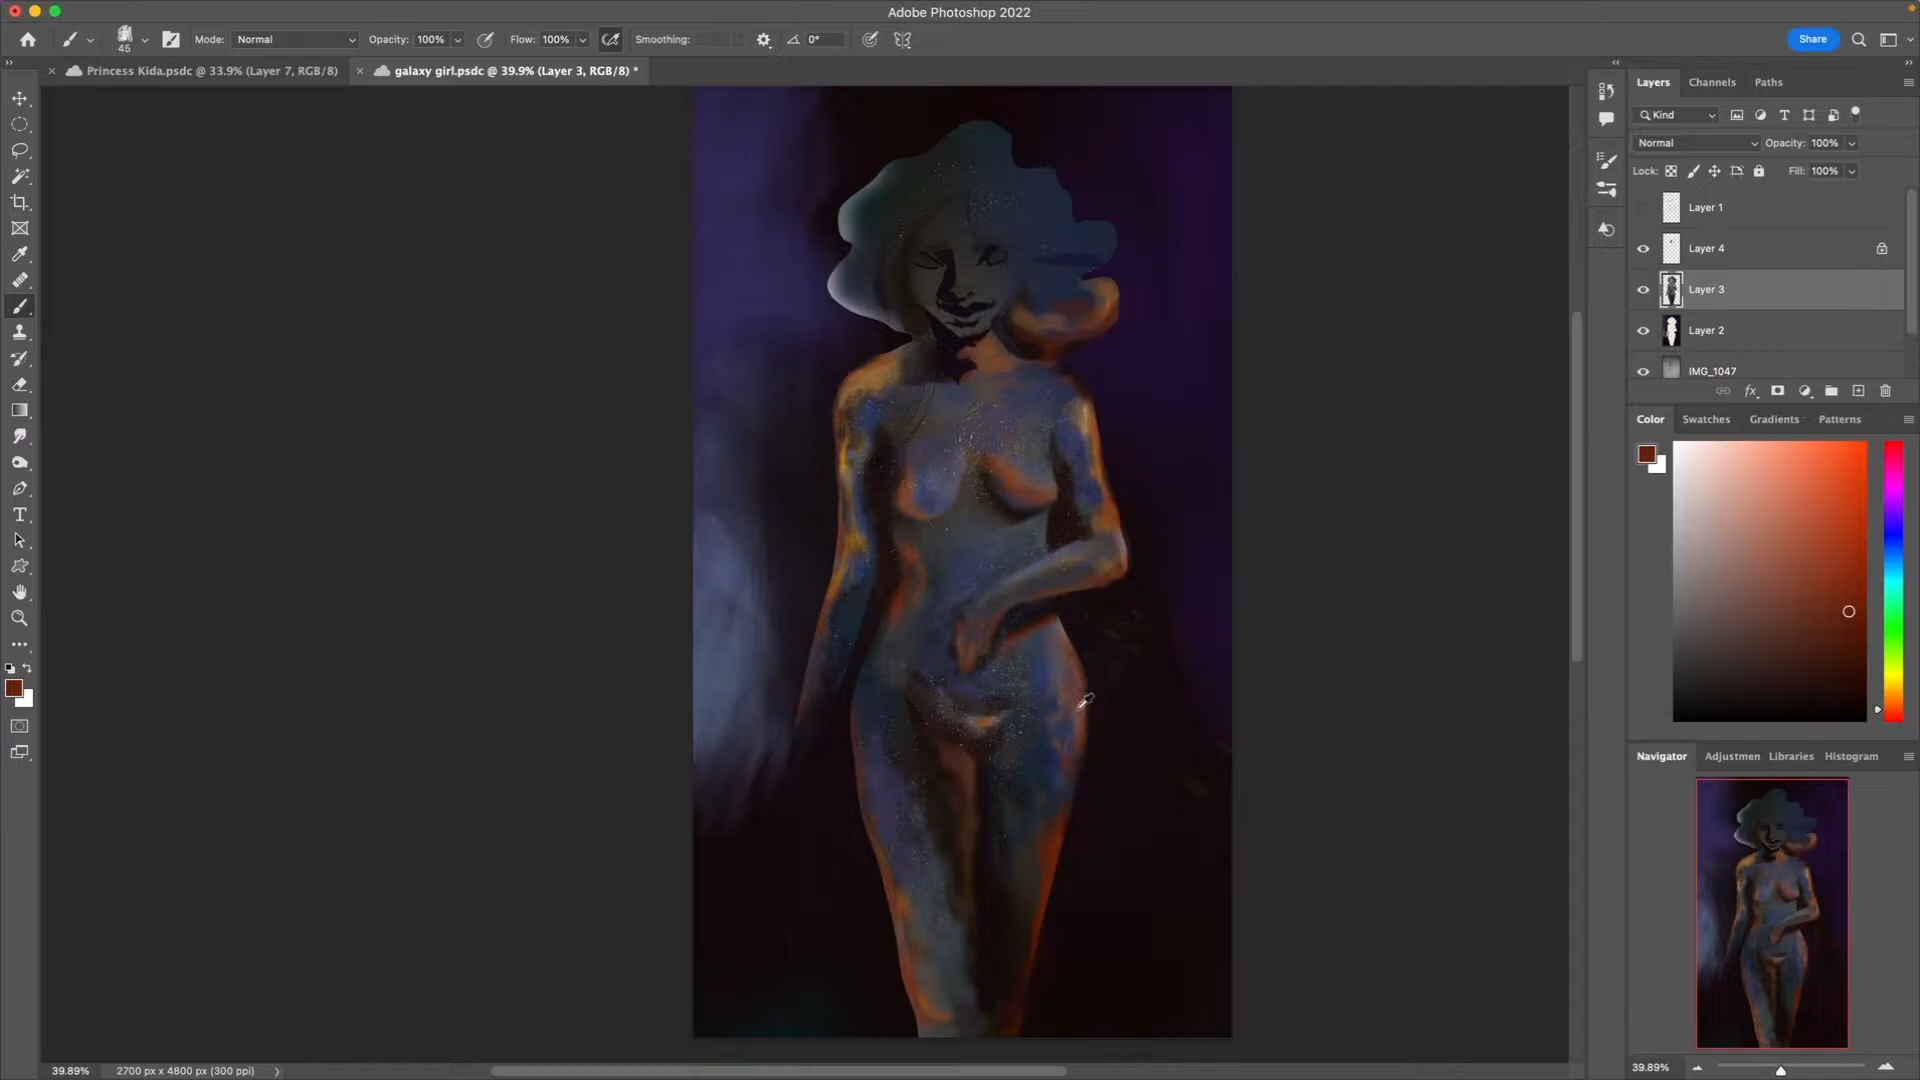 Adobe Photoshop 2022
45
Mode: Normal
Opacity: 100%
Flow: 100%
Smoothing:
0°
Share
Princess Kida.psdc @ 33.9% (Layer 7, RGB/8)
galaxy girl.psdc @ 39.9% (Layer 3, RGB/8) *
Layers Channels Paths
Kind
Normal Opacity: 100%
Lock: Fill: 100%
Layer 1
Layer 4
Layer 3
Layer 2
IMG_1047
Color Swatches Gradients Patterns
Navigator Adjustmen Libraries Histogram
39.89%
39.89% 2700 px x 4800 px (300 ppi)